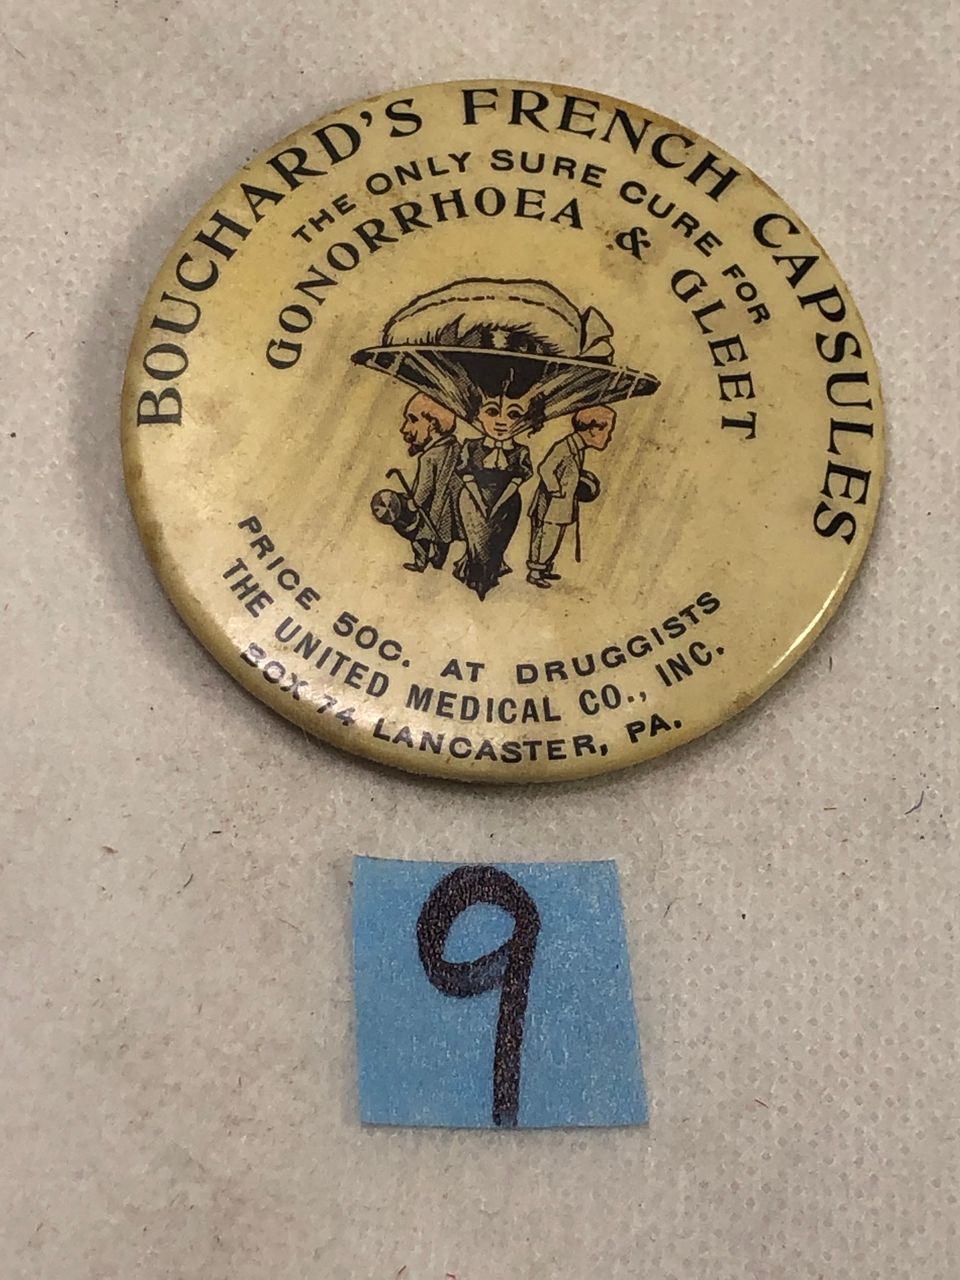 BOUCHARD'S FRENCH CAPSULES
THE ONLY SURE CURE FOR
GONORRHOEA & GLEET
PRICE 50C. AT DRUGGISTS
THE UNITED MEDICAL CO., INC.
BOX 74 LANCASTER, PA.
9